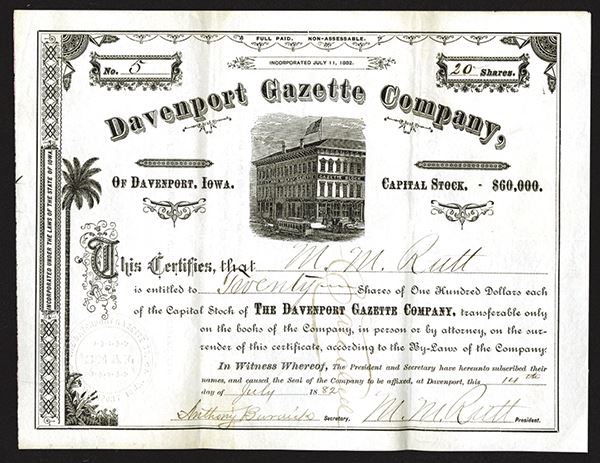 FULL PAID. NON-ASSESSABLE.
INCORPORATED JULY 11, 1882.
No. 5
20 Shares.
Davenport Gazette Company,
OF DAVENPORT, IOWA.
CAPITAL STOCK, - $60,000.
INCORPORATED UNDER THE LAWS OF THE STATE OF IOWA
This Certifies, that M. M. Rutt
is entitled to Twenty Shares of One Hundred Dollars each
of the Capital Stock of THE DAVENPORT GAZETTE COMPANY, transferable only
on the books of the Company, in person or by attorney, on the sur-
render of this certificate, according to the By-Laws of the Company.
In Witness Whereof, The President and Secretary have hereunto subscribed their
names, and caused the Seal of the Company to be affixed, at Davenport, this 14th
day of July 1882
Anthony Burdick Secretary. M. M. Rutt President.